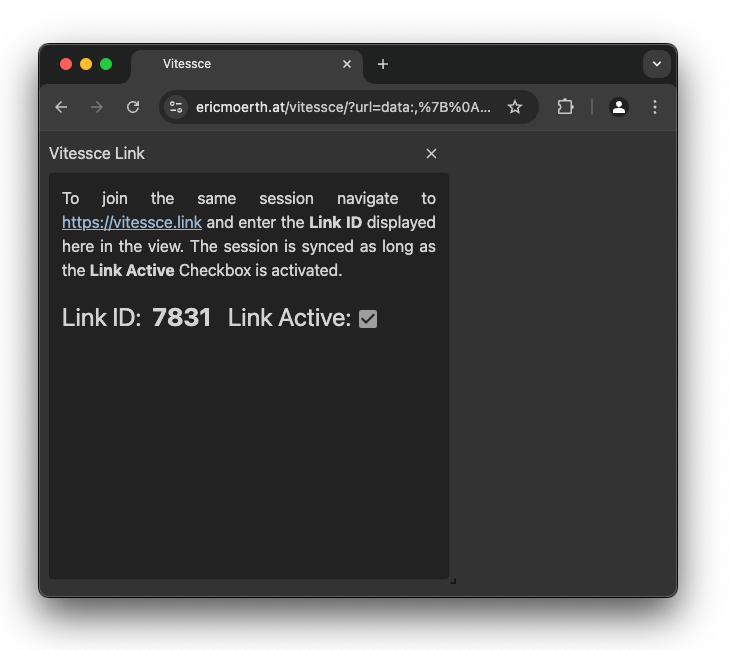 Vitessce
ericmoerth.at/vitessce/?url=data:,%7B%0A...
Vitessce Link
To join the same session navigate to
https://vitessce.link and enter the Link ID displayed
here in the view. The session is synced as long as
the Link Active Checkbox is activated.
Link ID: 7831 Link Active: